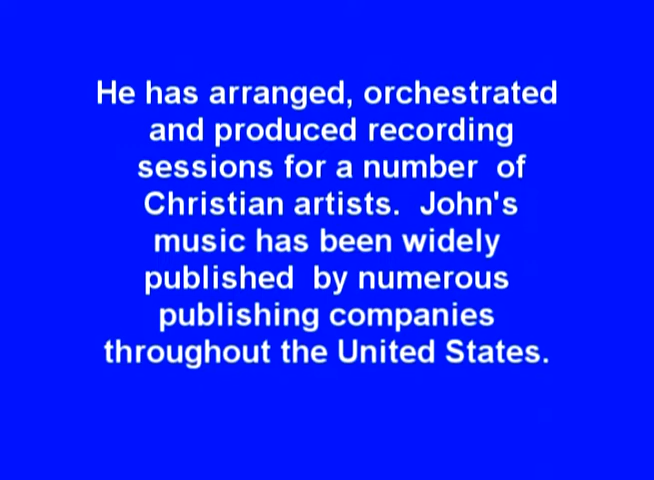 He has arranged, orchestrated
and produced recording
sessions for a number  of
Christian artists.  John's
music has been widely
published  by numerous
publishing companies
throughout the United States.